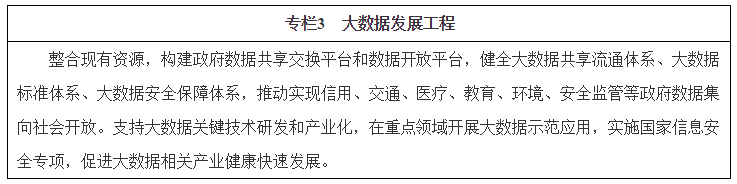 专栏3　大数据发展工程
整合现有资源，构建政府数据共享交换平台和数据开放平台，健全大数据共享流通体系、大数据
标准体系、大数据安全保障体系，推动实现信用、交通、医疗、教育、环境、安全监管等政府数据集
向社会开放。支持大数据关键技术研发和产业化，在重点领域开展大数据示范应用，实施国家信息安
全专项，促进大数据相关产业健康快速发展。